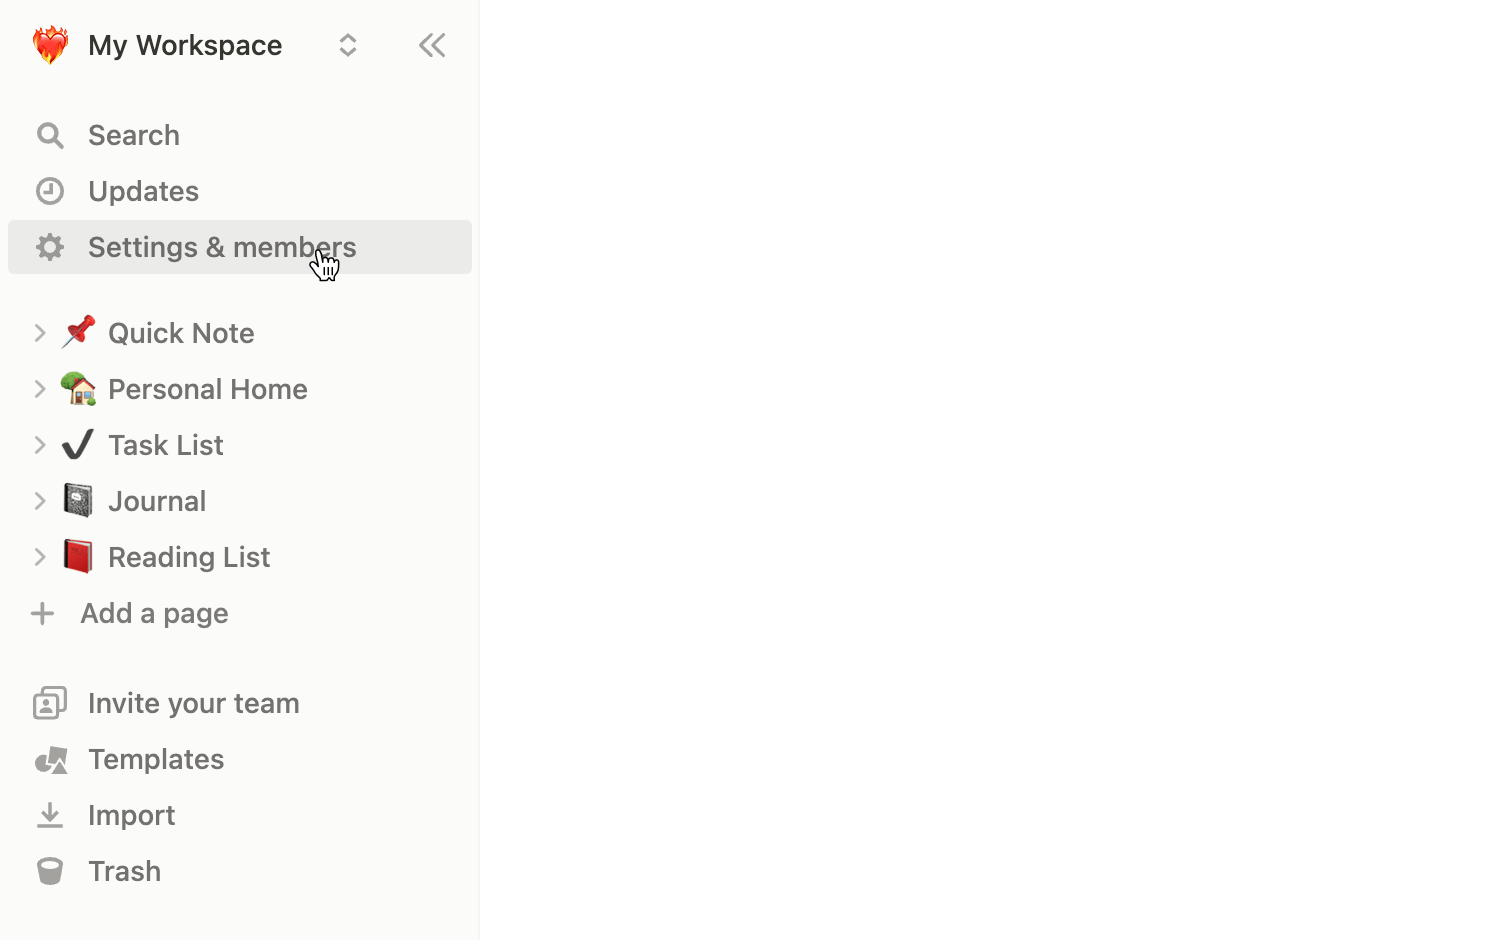 My Workspace
Search
Updates
Settings & members
Quick Note
Personal Home
Task List
Journal
Reading List
Add a page
Invite your team
Templates
Import
Trash